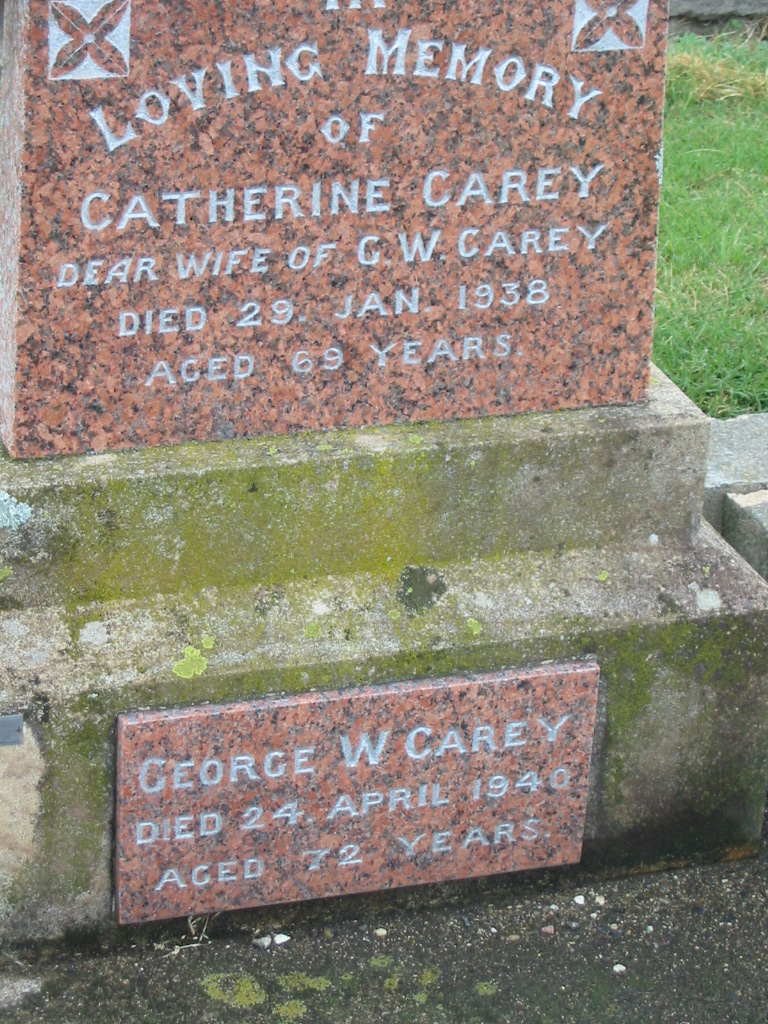 IN
LOVING MEMORY
OF
CATHERINE CAREY
DEAR WIFE OF G.W. CAREY
DIED 29. JAN. 1938
AGED 69 YEARS.
GEORGE W CAREY
DIED 24. APRIL 1940
AGED 72 YEARS.